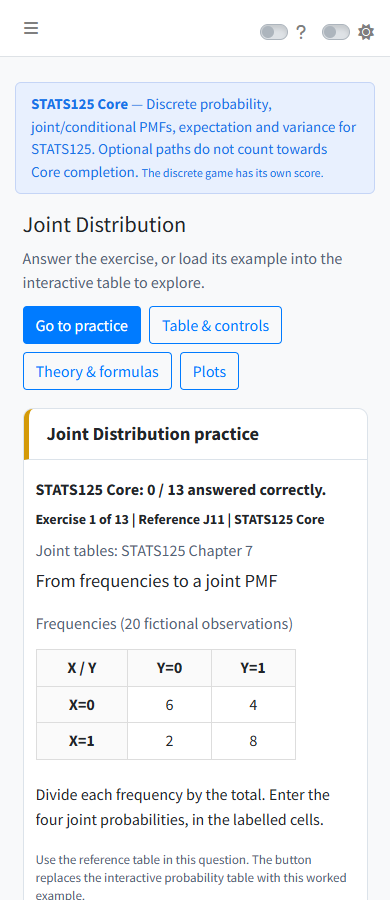 ?
STATS125 Core — Discrete probability,
joint/conditional PMFs, expectation and variance for
STATS125. Optional paths do not count towards
Core completion. The discrete game has its own score.
Joint Distribution
Answer the exercise, or load its example into the
interactive table to explore.
Go to practice Table & controls
Theory & formulas Plots
Joint Distribution practice
STATS125 Core: 0 / 13 answered correctly.
Exercise 1 of 13 | Reference J11 | STATS125 Core
Joint tables: STATS125 Chapter 7
From frequencies to a joint PMF
Frequencies (20 fictional observations)
X / Y Y=0 Y=1
X=0 6 4
X=1 2 8
Divide each frequency by the total. Enter the
four joint probabilities, in the labelled cells.
Use the reference table in this question. The button
replaces the interactive probability table with this worked
example.